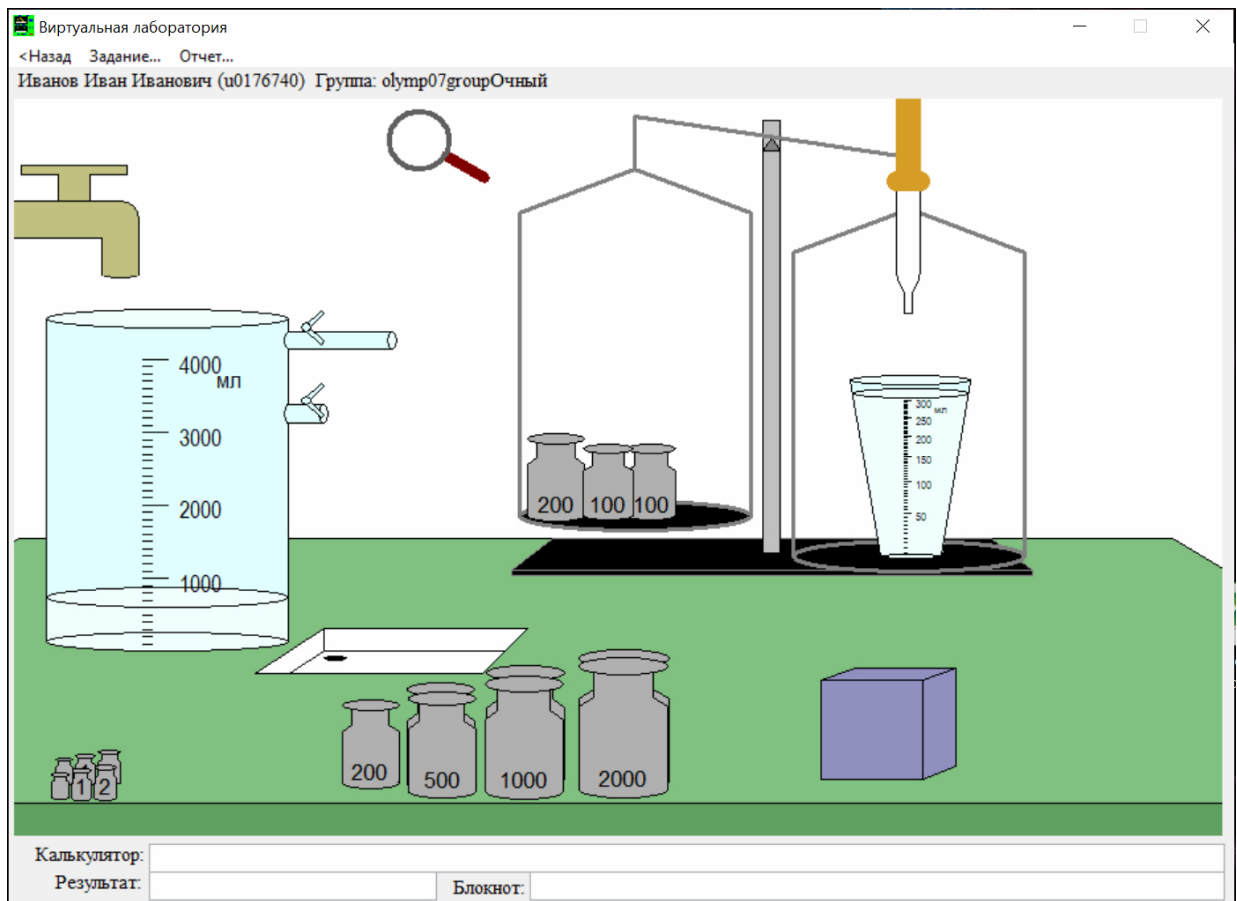 Виртуальная лаборатория
<Назад Задание... Отчет...
Иванов Иван Иванович (u0176740) Группа: olymp07groupОчный
4000
мл
3000
2000
1000
300 мл
250
200
150
100
50
200 100 100
200 500 1000 2000
1 2
Калькулятор:
Результат: Блокнот: